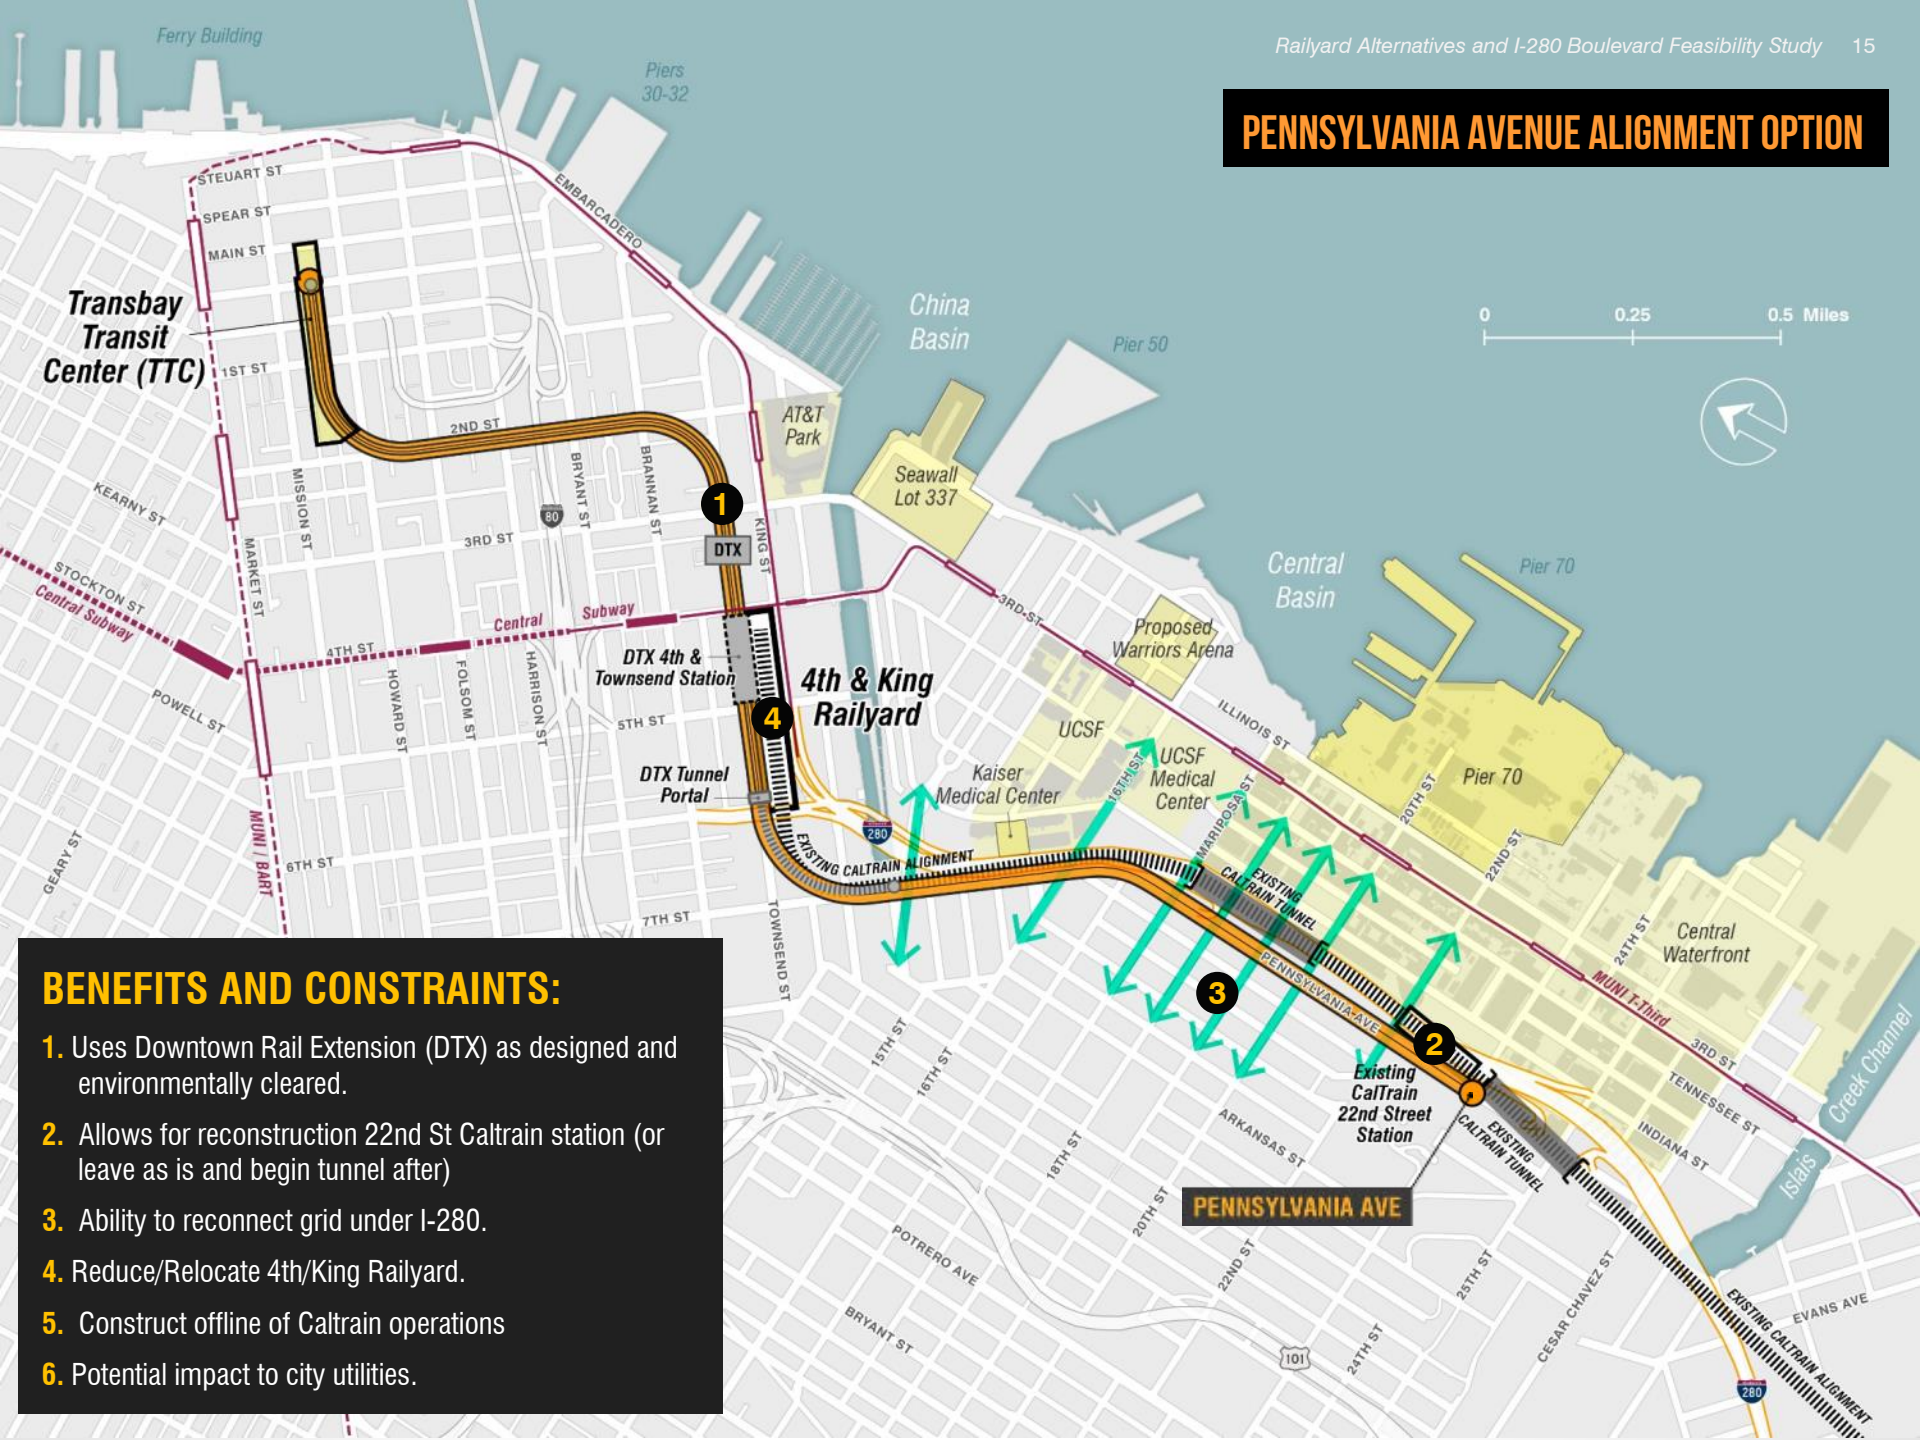 Railyard Alternatives and I-280 Boulevard Feasibility Study 15
PENNSYLVANIA AVENUE ALIGNMENT OPTION
Ferry Building
Piers
30-32
STEUART ST
SPEAR ST
MAIN ST
EMBARCADERO
Transbay
Transit
Center (TTC)
1ST ST
2ND ST
China
Basin
Pier 50
0 0.25 0.5 Miles
AT&T
Park
Seawall
Lot 337
KEARNY ST
MISSION ST
BRYANT ST
BRANNAN ST
80
1
DTX
KING ST
3RD ST
MARKET ST
STOCKTON ST
Central Subway
Central Subway
4TH ST
POWELL ST
HOWARD ST
FOLSOM ST
HARRISON ST
5TH ST
DTX 4th &
Townsend Station
4th & King
Railyard
4
DTX Tunnel
Portal
Central
Basin
Pier 70
3RD ST
Proposed
Warriors Arena
ILLINOIS ST
UCSF
UCSF
Medical
Center
16TH ST
Kaiser
Medical Center
MARIPOSA ST
Pier 70
20TH ST
22ND ST
280
EXISTING CALTRAIN ALIGNMENT
EXISTING
CALTRAIN TUNNEL
MUNI / BART
GEARY ST
6TH ST
7TH ST
TOWNSEND ST
24TH ST
Central
Waterfront
MUNI T-Third
3RD ST
TENNESSEE ST
INDIANA ST
Creek Channel
Islais
3
PENNSYLVANIA AVE
2
Existing
CalTrain
22nd Street
Station
EXISTING
CALTRAIN TUNNEL
15TH ST
16TH ST
18TH ST
ARKANSAS ST
20TH ST
PENNSYLVANIA AVE
22ND ST
POTRERO AVE
BRYANT ST
25TH ST
24TH ST
CESAR CHAVEZ ST
101
EVANS AVE
EXISTING CALTRAIN ALIGNMENT
280
BENEFITS AND CONSTRAINTS:
1. Uses Downtown Rail Extension (DTX) as designed and
environmentally cleared.
2. Allows for reconstruction 22nd St Caltrain station (or
leave as is and begin tunnel after)
3. Ability to reconnect grid under I-280.
4. Reduce/Relocate 4th/King Railyard.
5. Construct offline of Caltrain operations
6. Potential impact to city utilities.